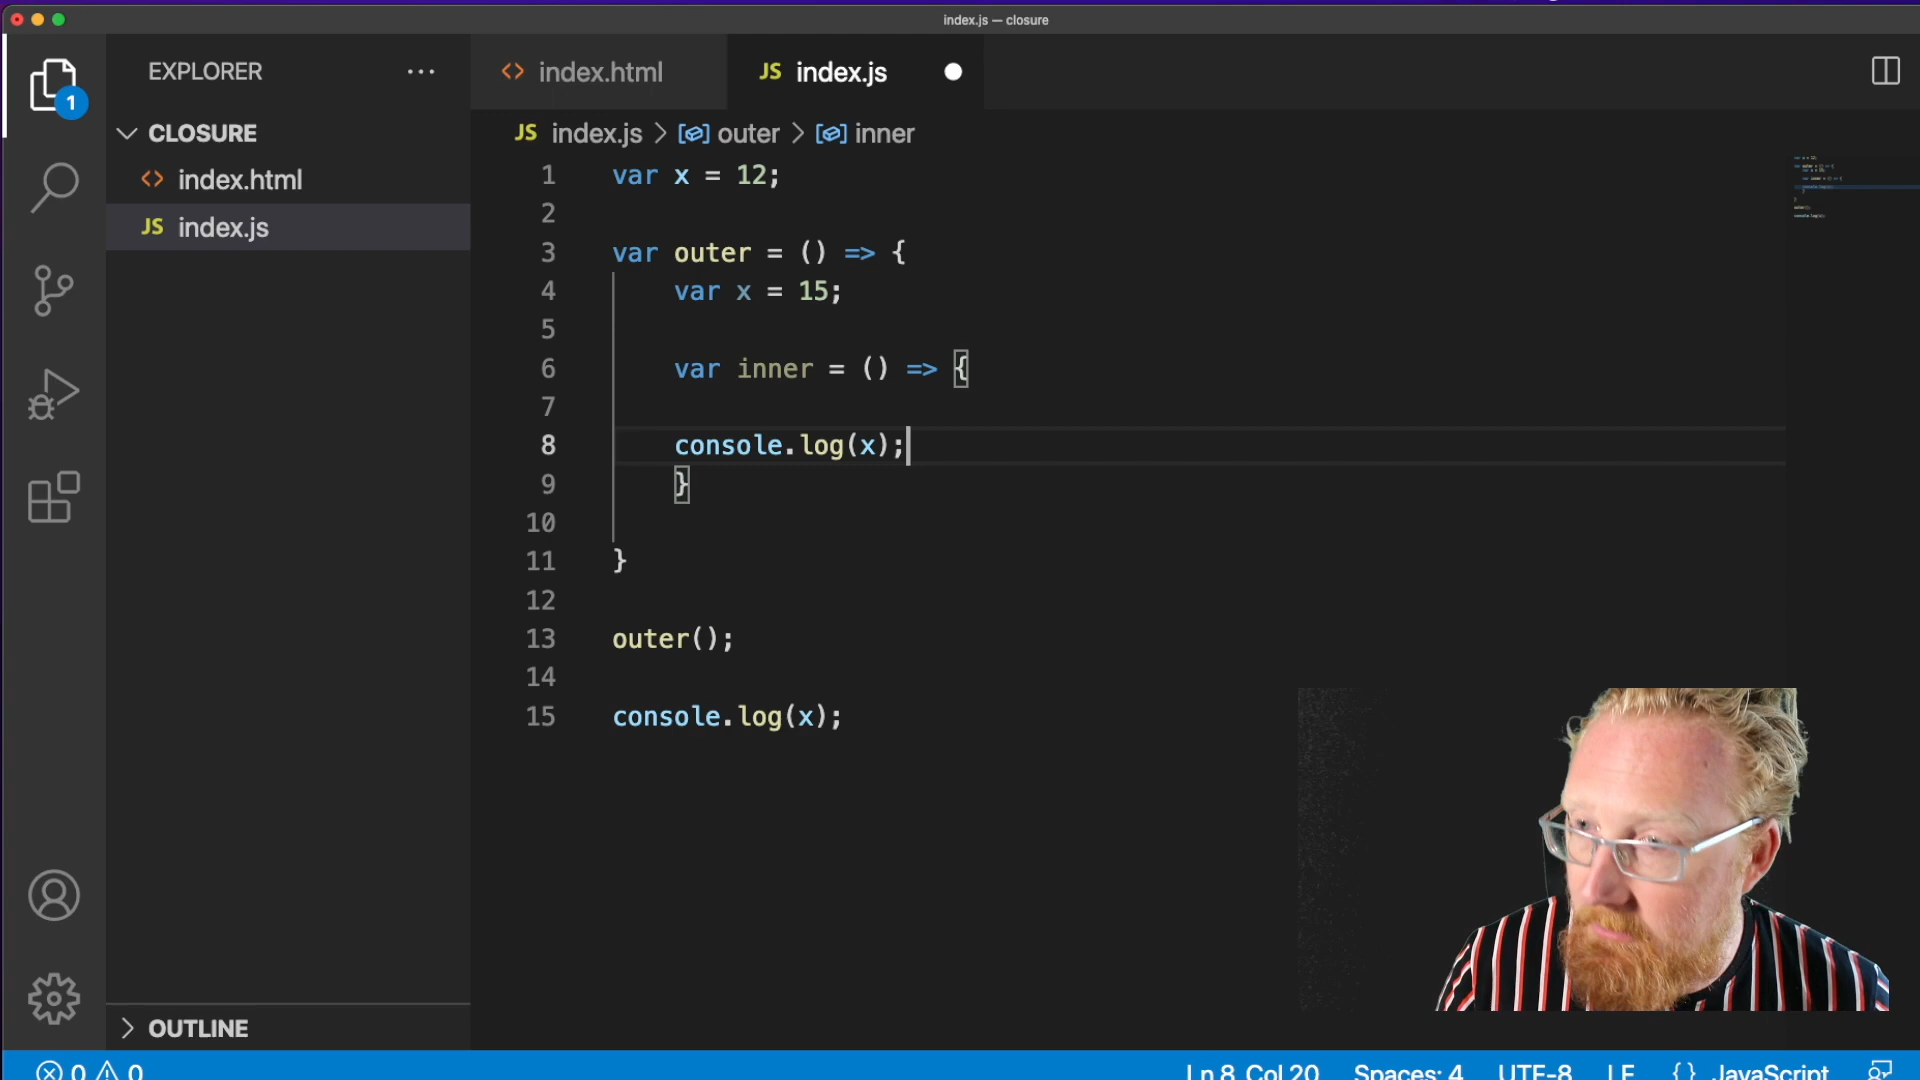 index.js — closure
EXPLORER ···
index.html
JS index.js
1
CLOSURE
JS index.js > outer > inner
index.html
JS index.js
1 var x = 12;
2
3 var outer = () => {
4 var x = 15;
5
6 var inner = () => {
7
8 console.log(x);
9 }
10
11 }
12
13 outer();
14
15 console.log(x);
OUTLINE
0 0
Ln 8, Col 20 Spaces: 4 UTF-8 LF {} JavaScript